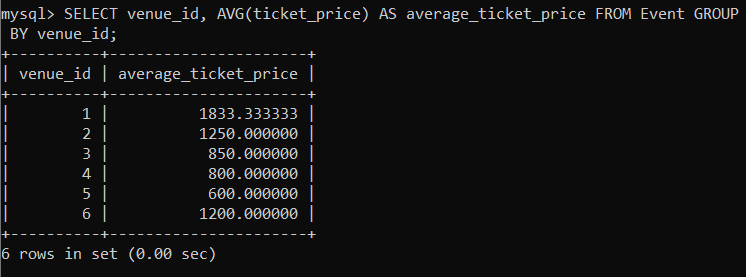 mysql> SELECT venue_id, AVG(ticket_price) AS average_ticket_price FROM Event GROUP
 BY venue_id;
+----------+----------------------+
| venue_id | average_ticket_price |
+----------+----------------------+
|        1 |          1833.333333 |
|        2 |          1250.000000 |
|        3 |           850.000000 |
|        4 |           800.000000 |
|        5 |           600.000000 |
|        6 |          1200.000000 |
+----------+----------------------+
6 rows in set (0.00 sec)